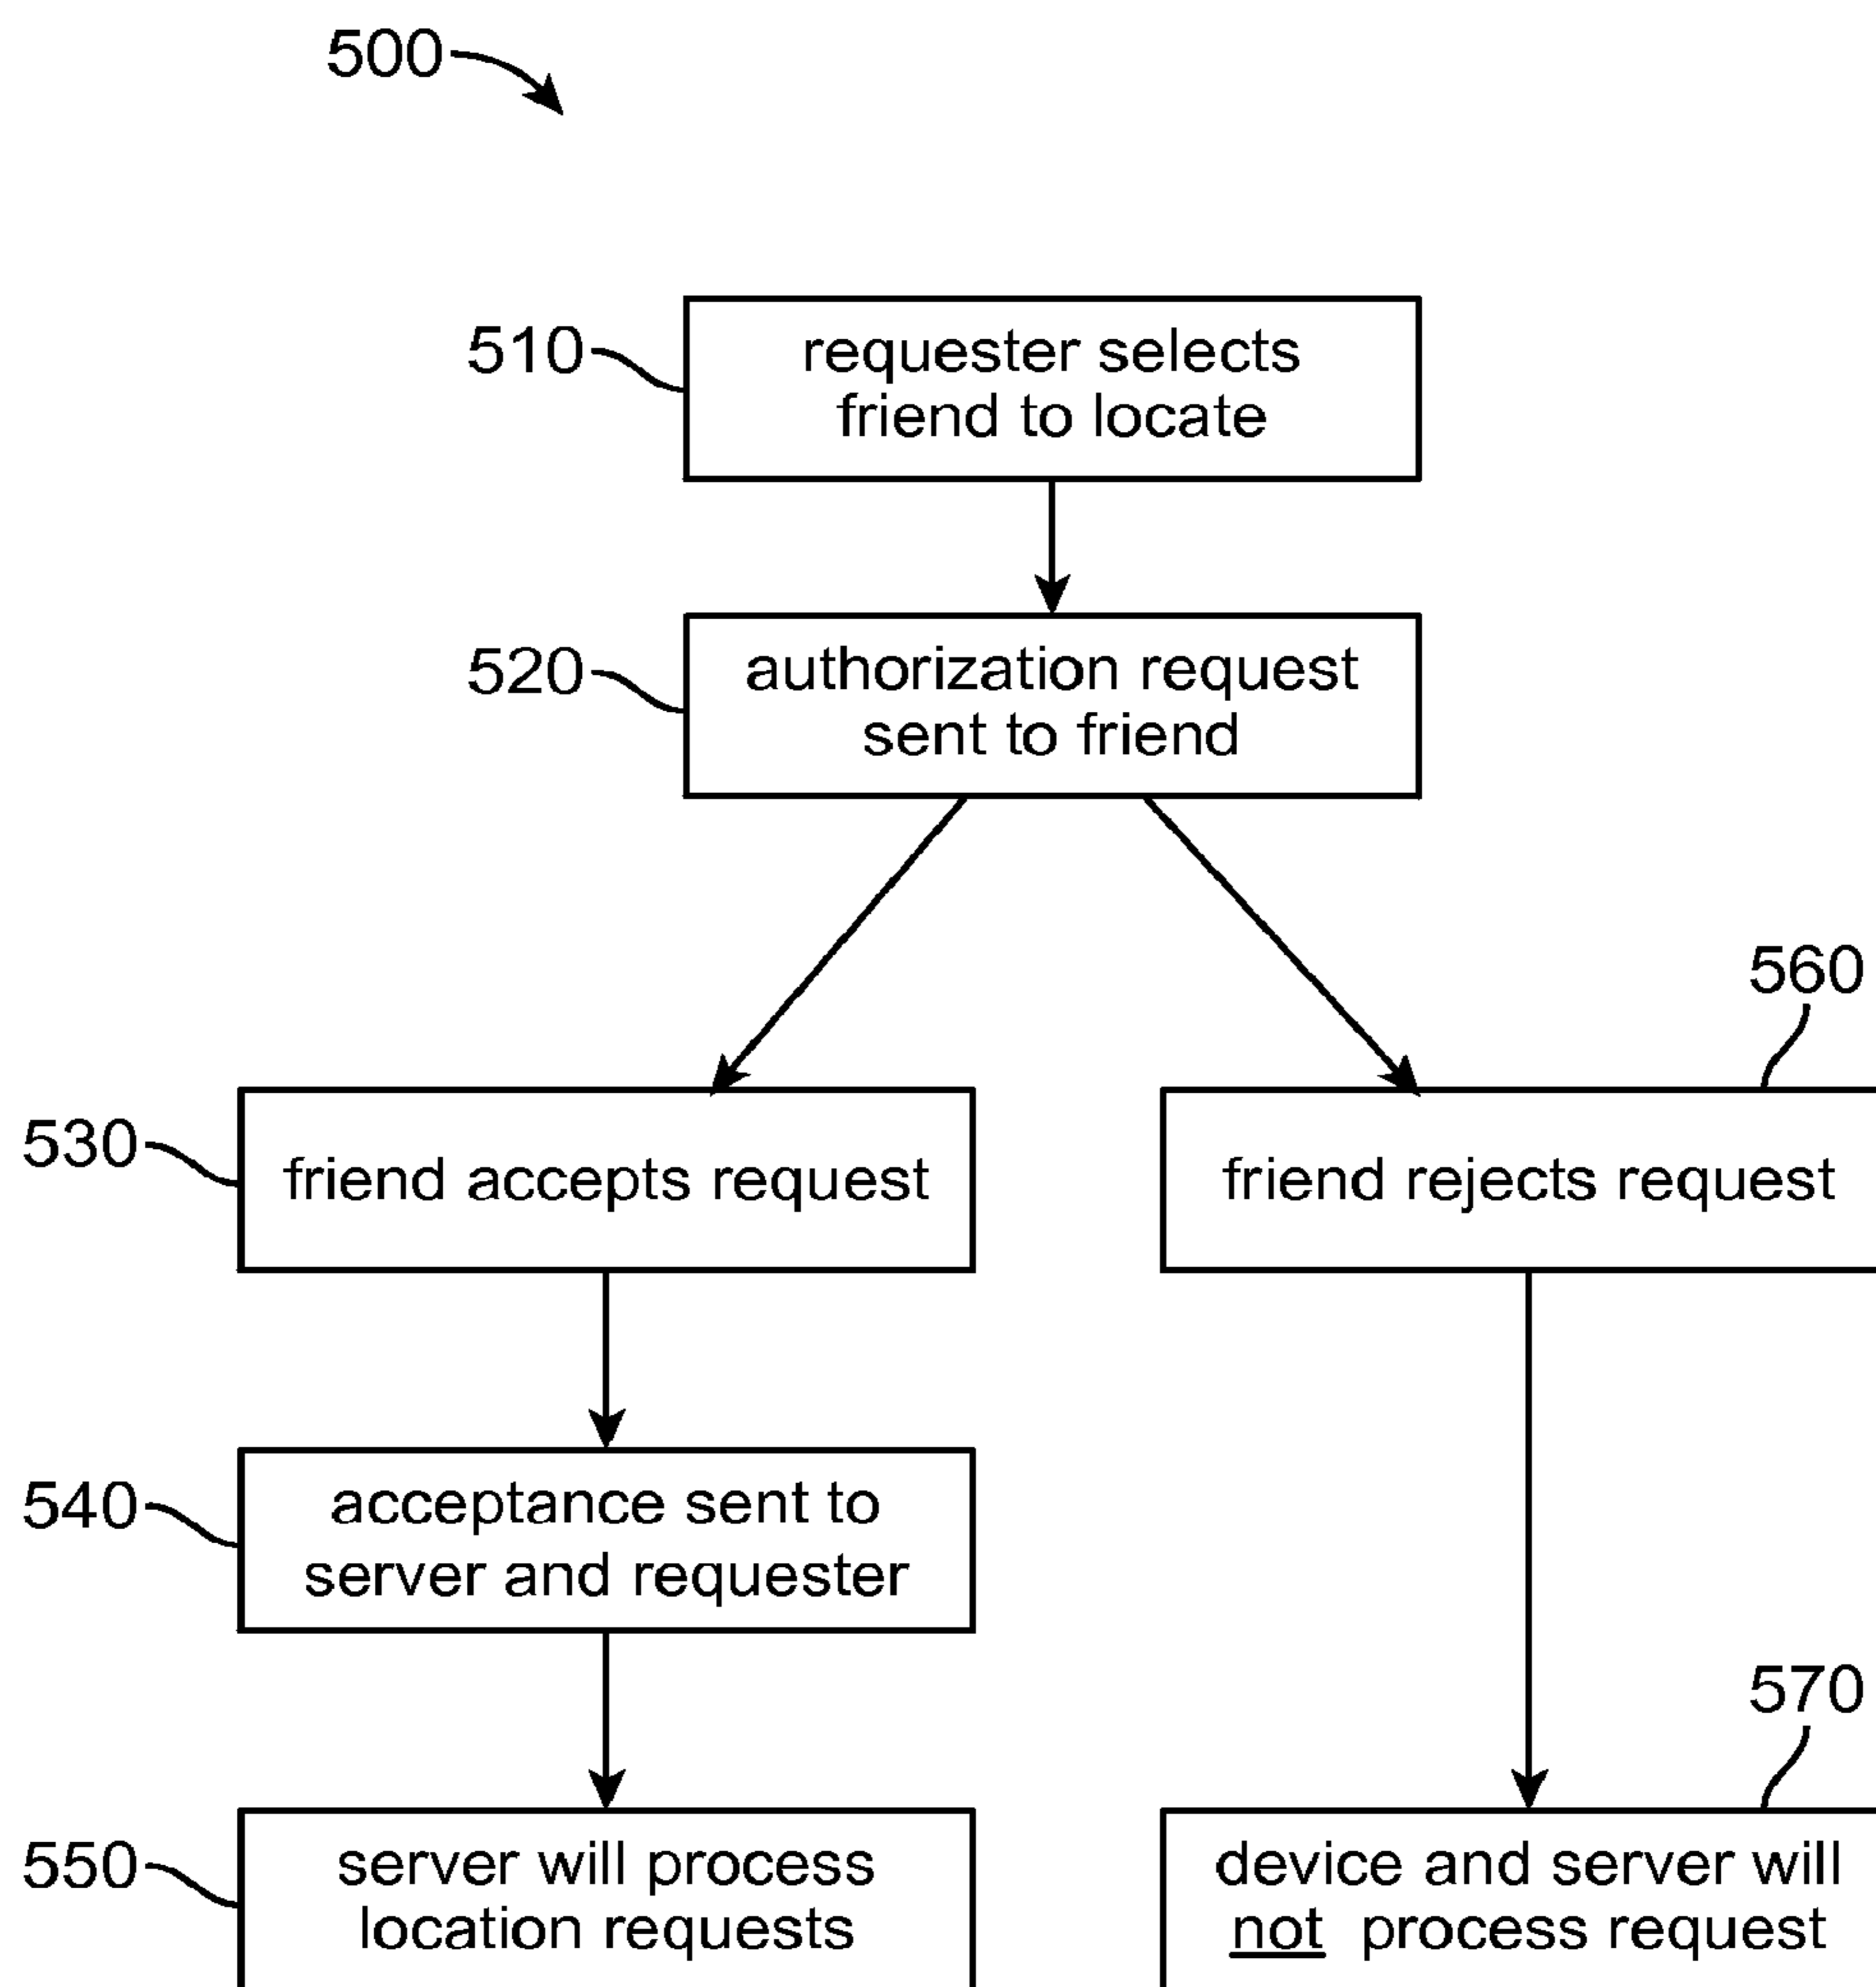 500
510
requester selects
friend to locate
520
authorization request
sent to friend
530
friend accepts request
560
friend rejects request
540
acceptance sent to
server and requester
550
server will process
location requests
570
device and server will
not process request